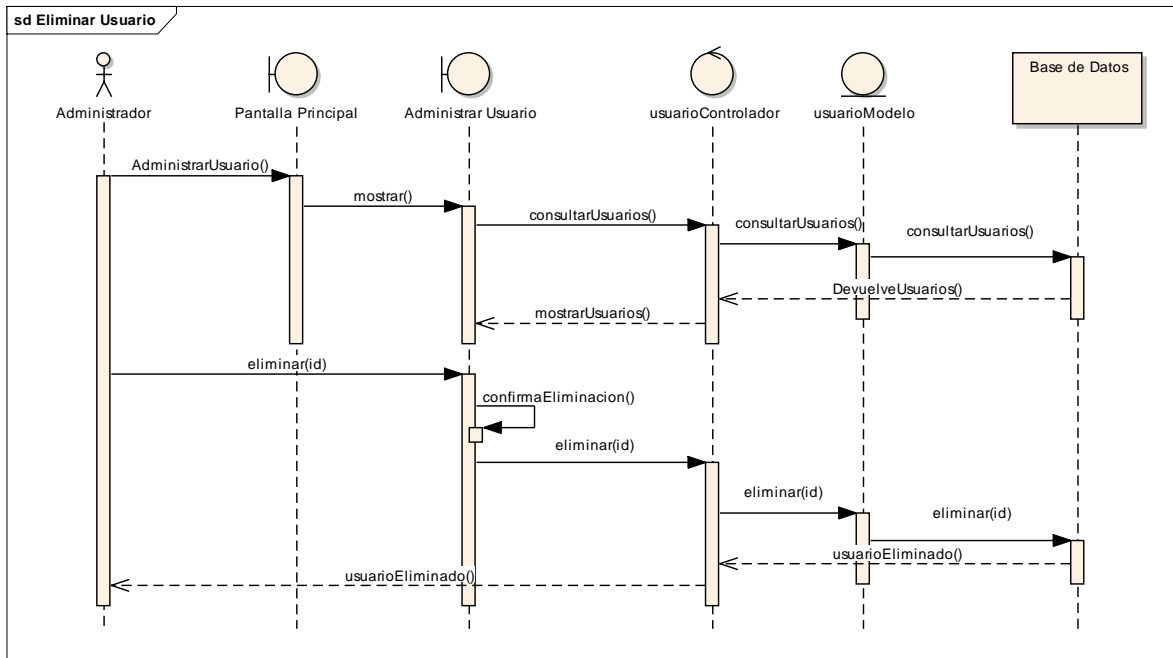 sd Eliminar Usuario
Administrador
Pantalla Principal
Administrar Usuario
usuarioControlador
usuarioModelo
Base de Datos
AdministrarUsuario()
mostrar()
consultarUsuarios()
consultarUsuarios()
consultarUsuarios()
DevuelveUsuarios()
mostrarUsuarios()
eliminar(id)
confirmaEliminacion()
eliminar(id)
eliminar(id)
eliminar(id)
usuarioEliminado()
usuarioEliminado()